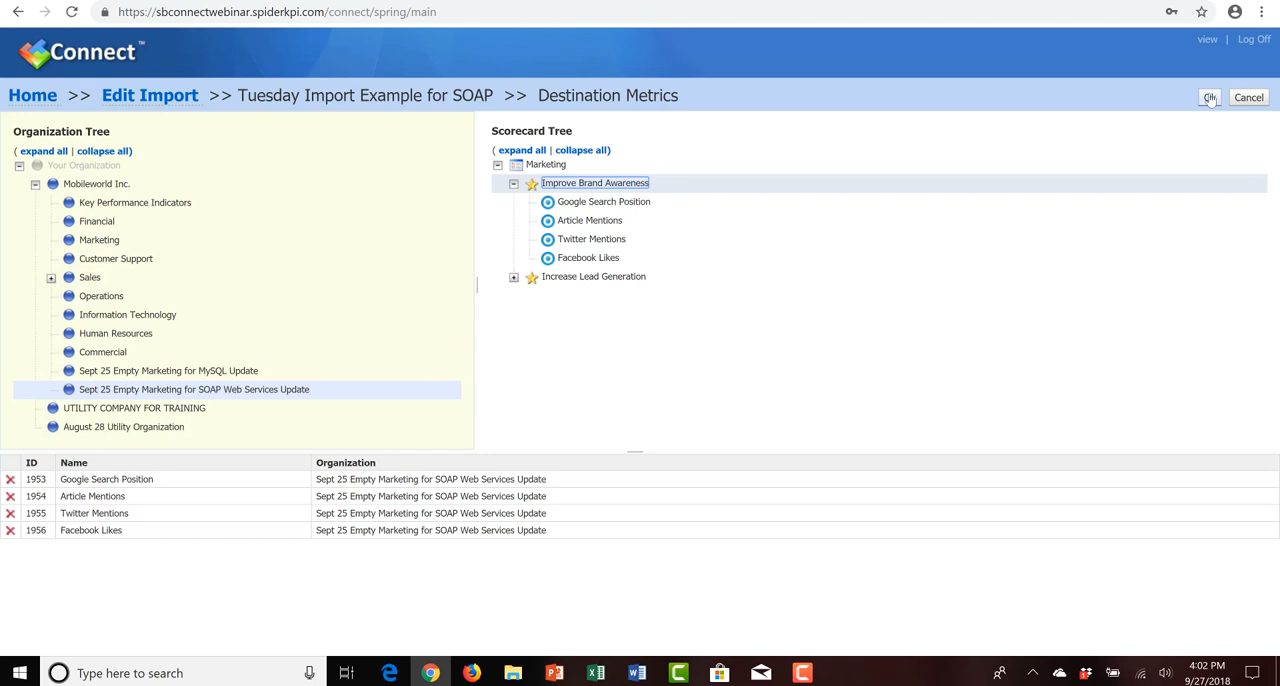 https://sbconnectwebinar.spiderkpi.com/connect/spring/main
Connect™
view | Log Off
Home >> Edit Import >> Tuesday Import Example for SOAP >> Destination Metrics
Cancel
Organization Tree
( expand all | collapse all)
Your Organization
Mobileworld Inc.
Key Performance Indicators
Financial
Marketing
Customer Support
Sales
Operations
Information Technology
Human Resources
Commercial
Sept 25 Empty Marketing for MySQL Update
Sept 25 Empty Marketing for SOAP Web Services Update
UTILITY COMPANY FOR TRAINING
August 28 Utility Organization
Scorecard Tree
( expand all | collapse all)
Marketing
Improve Brand Awareness
Google Search Position
Article Mentions
Twitter Mentions
Facebook Likes
Increase Lead Generation
ID Name Organization
1953 Google Search Position Sept 25 Empty Marketing for SOAP Web Services Update
1954 Article Mentions Sept 25 Empty Marketing for SOAP Web Services Update
1955 Twitter Mentions Sept 25 Empty Marketing for SOAP Web Services Update
1956 Facebook Likes Sept 25 Empty Marketing for SOAP Web Services Update
Type here to search
4:02 PM
9/27/2018